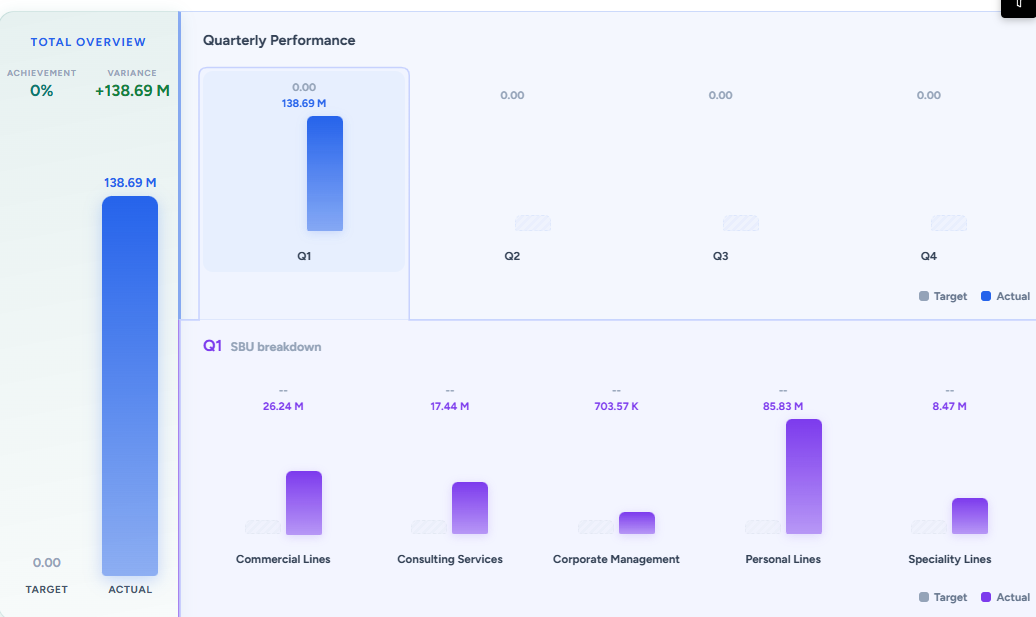 TOTAL OVERVIEW
ACHIEVEMENT VARIANCE
0% +138.69 M
138.69 M
0.00
TARGET ACTUAL
Quarterly Performance
0.00 0.00 0.00 0.00
138.69 M
Q1 Q2 Q3 Q4
Target Actual
Q1 SBU breakdown
-- -- -- -- --
26.24 M 17.44 M 703.57 K 85.83 M 8.47 M
Commercial Lines Consulting Services Corporate Management Personal Lines Speciality Lines
Target Actual